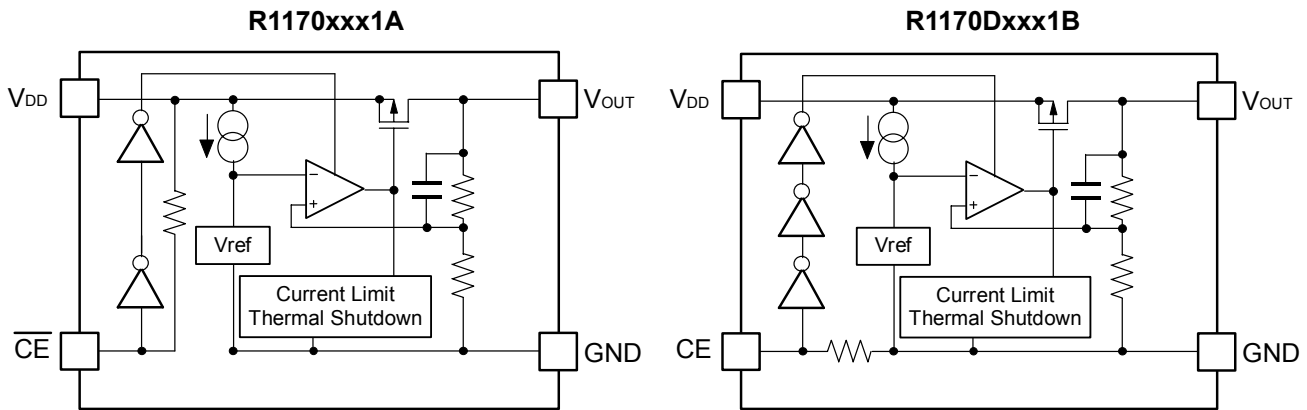 R1170xxx1A
VDD
VOUT
−
+
Vref
Current Limit
Thermal Shutdown
C̅E̅
GND
R1170Dxxx1B
VDD
VOUT
−
+
Vref
Current Limit
Thermal Shutdown
CE
GND